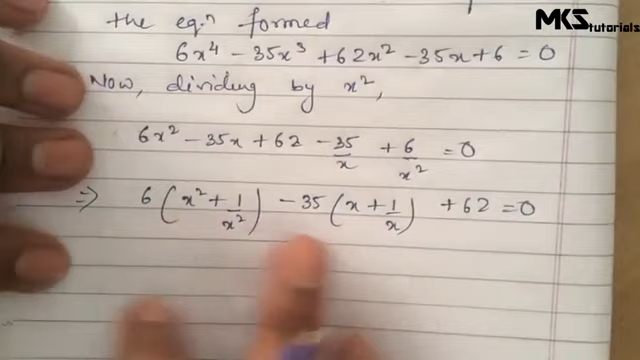 MKS tutorials
the eqn formed
6x⁴ - 35x³ + 62x² - 35x + 6 = 0
Now, dividing by x²,
6x² - 35x + 62 - 35/x + 6/x² = 0
⇒ 6(x² + 1/x²) - 35(x + 1/x) + 62 = 0